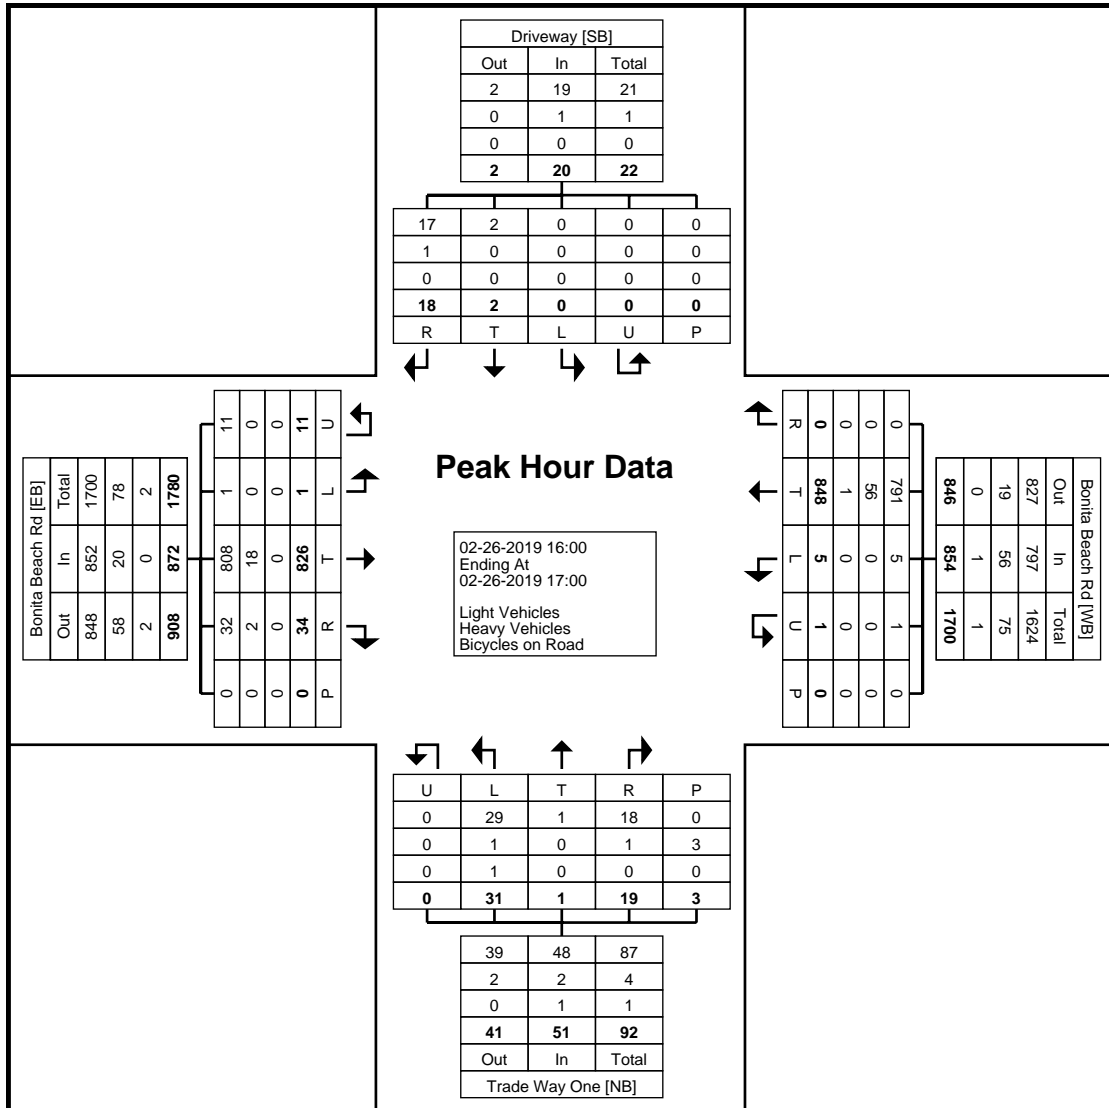 Driveway [SB]
Out In Total
2 19 21
0 1 1
0 0 0
2 20 22
17 2 0 0 0
1 0 0 0 0
0 0 0 0 0
18 2 0 0 0
R T L U P
Bonita Beach Rd [EB]
Total In Out
1700 852 848
78 20 58
2 0 2
1780 872 908
11 1 808 32 0
0 0 18 2 0
0 0 0 0 0
11 1 826 34 0
U L T R P
Peak Hour Data
02-26-2019 16:00
Ending At
02-26-2019 17:00
Light Vehicles
Heavy Vehicles
Bicycles on Road
Bonita Beach Rd [WB]
Out In Total
827 797 1624
19 56 75
0 1 1
846 854 1700
0 791 5 1 0
0 56 0 0 0
0 1 0 0 0
0 848 5 1 0
R T L U P
U L T R P
0 29 1 18 0
0 1 0 1 3
0 1 0 0 0
0 31 1 19 3
39 48 87
2 2 4
0 1 1
41 51 92
Out In Total
Trade Way One [NB]